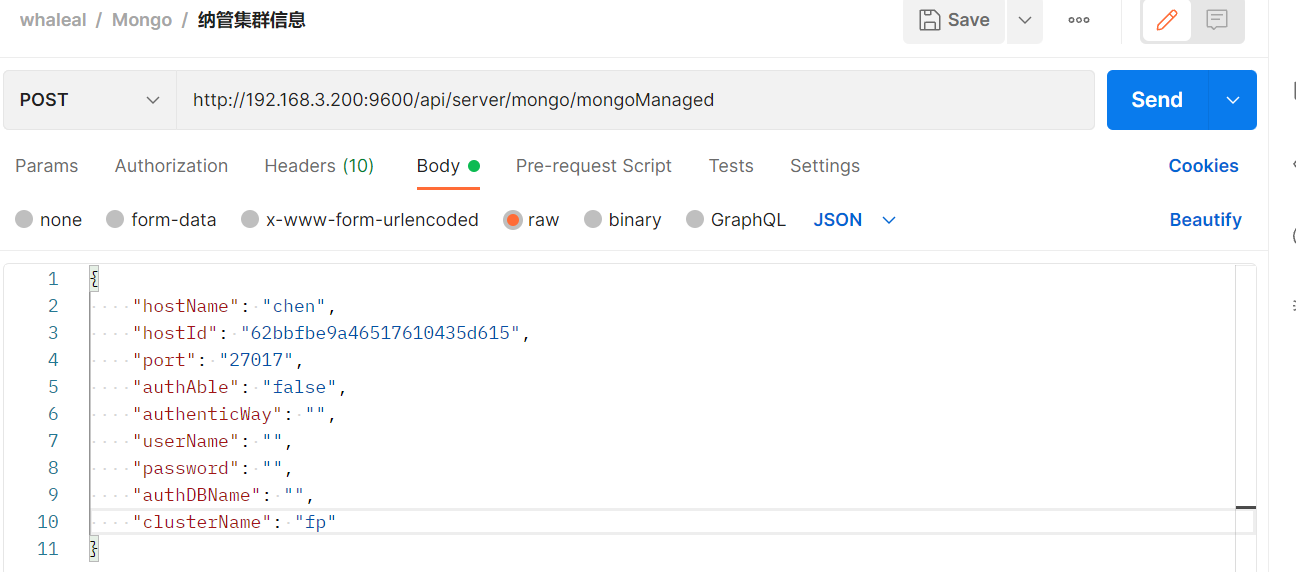 whaleal / Mongo / 纳管集群信息
Save
POST
http://192.168.3.200:9600/api/server/mongo/mongoManaged
Send
Params Authorization Headers (10) Body Pre-request Script Tests Settings Cookies
none form-data x-www-form-urlencoded raw binary GraphQL JSON Beautify
1 {
2 "hostName": "chen",
3 "hostId": "62bbfbe9a46517610435d615",
4 "port": "27017",
5 "authAble": "false",
6 "authenticWay": "",
7 "userName": "",
8 "password": "",
9 "authDBName": "",
10 "clusterName": "fp"
11 }